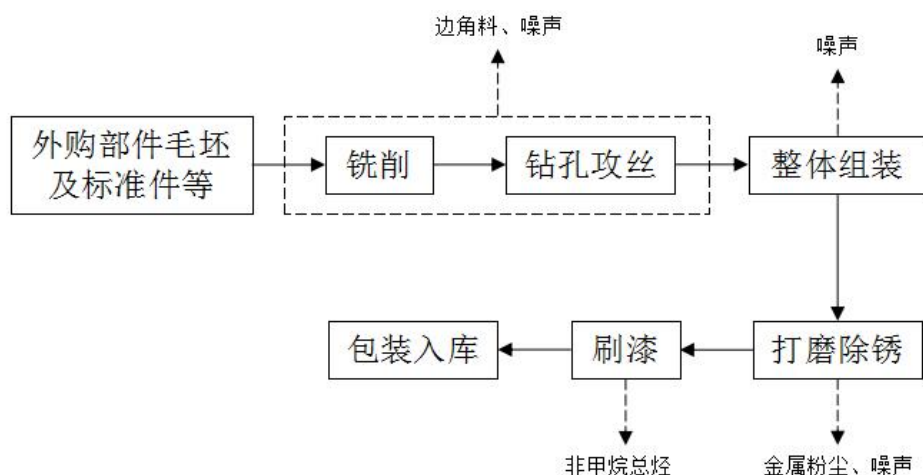 边角料、噪声
噪声
外购部件毛坯
及标准件等
铣削
钻孔攻丝
整体组装
包装入库
刷漆
打磨除锈
非甲烷总烃
金属粉尘、噪声